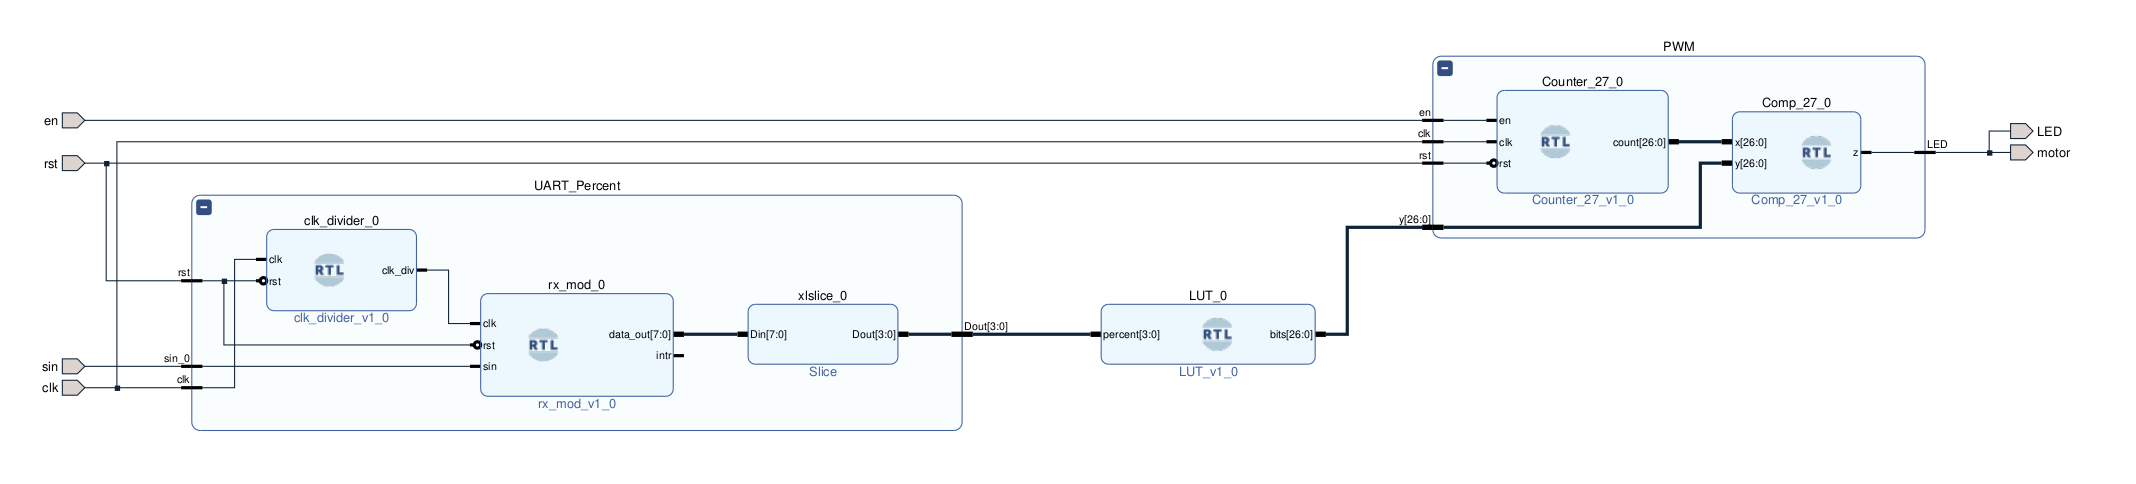 PWM
Counter_27_0
Comp_27_0
en
en
en
clk
clk
RTL
count[26:0]
x[26:0]
RTL
z
LED
LED
motor
rst
rst
rst
y[26:0]
Counter_27_v1_0
Comp_27_v1_0
y[26:0]
UART_Percent
clk_divider_0
clk
rst
rst
RTL
clk_div
clk_divider_v1_0
rx_mod_0
xlslice_0
LUT_0
clk
rst
sin
RTL
data_out[7:0]
intr
Din[7:0]
Dout[3:0]
Dout[3:0]
percent[3:0]
RTL
bits[26:0]
sin
sin_0
clk
clk
Slice
LUT_v1_0
rx_mod_v1_0